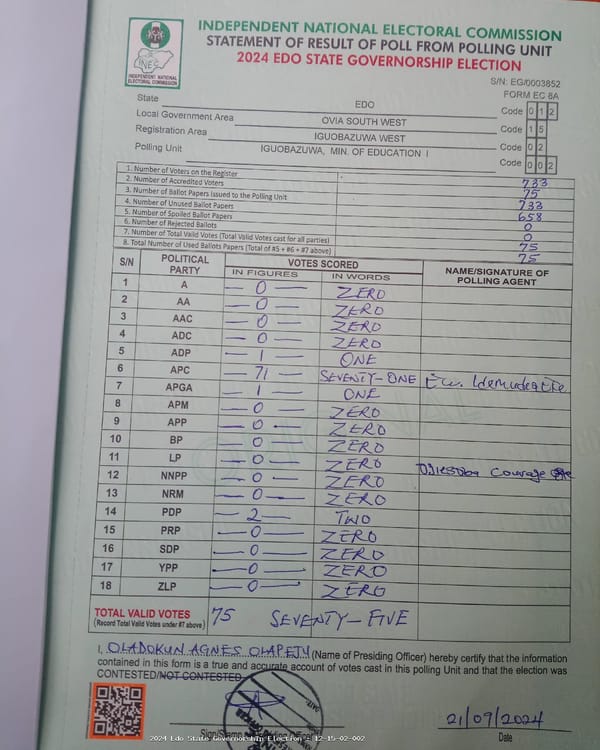 INDEPENDENT NATIONAL ELECTORAL COMMISSION
STATEMENT OF RESULT OF POLL FROM POLLING UNIT
2024 EDO STATE GOVERNORSHIP ELECTION
INEC
INDEPENDENT NATIONAL
ELECTORAL COMMISSION
S/N: EG/0003852
FORM EC 8A
State EDO Code 0 1 2
Local Government Area OVIA SOUTH WEST Code 1 5
Registration Area IGUOBAZUWA WEST Code 0 2
Polling Unit IGUOBAZUWA, MIN. OF EDUCATION I Code 0 0 2
1. Number of Voters on the Register 733
2. Number of Accredited Voters 75
3. Number of Ballot Papers Issued to the Polling Unit 733
4. Number of Unused Ballot Papers 658
5. Number of Spoiled Ballot Papers 0
6. Number of Rejected Ballots 0
7. Number of Total Valid Votes (Total Valid Votes cast for all parties) 75
8. Total Number of Used Ballots Papers (Total of #5 + #6 + #7 above) 75
S/N POLITICAL PARTY VOTES SCORED NAME/SIGNATURE OF POLLING AGENT
IN FIGURES IN WORDS
1 A 0 ZERO
2 AA 0 ZERO
3 AAC 0 ZERO
4 ADC 0 ZERO
5 ADP 1 ONE
6 APC 71 SEVENTY-ONE
7 APGA 1 ONE
8 APM 0 ZERO
9 APP 0 ZERO
10 BP 0 ZERO
11 LP 0 ZERO Courage
12 NNPP 0 ZERO
13 NRM 0 ZERO
14 PDP 2 TWO
15 PRP 0 ZERO
16 SDP 0 ZERO
17 YPP 0 ZERO
18 ZLP 0 ZERO
TOTAL VALID VOTES 75 SEVENTY-FIVE
(Record Total Valid Votes under #7 above)
I, OLADOKUN AGNES OLAPEJU (Name of Presiding Officer) hereby certify that the information
contained in this form is a true and accurate account of votes cast in this polling Unit and that the election was
CONTESTED/NOT CONTESTED.
21/09/2024
Sign/Stamp Date
2024 Edo State Governorship Election - 12-15-02-002